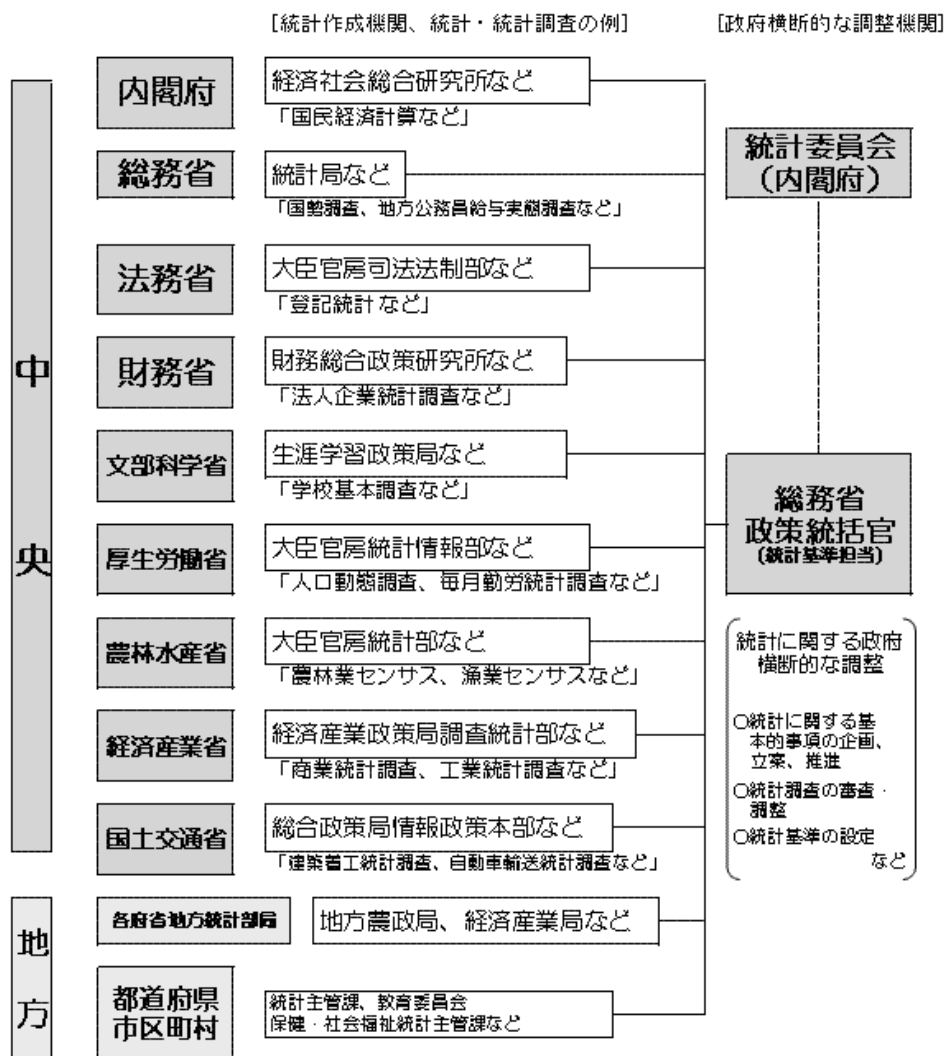 [統計作成機関、統計・統計調査の例]
[政府横断的な調整機関]
中央
内閣府
経済社会総合研究所など
「国民経済計算など」
総務省
統計局など
「国勢調査、地方公務員給与実態調査など」
法務省
大臣官房司法法制部など
「登記統計など」
財務省
財務総合政策研究所など
「法人企業統計調査など」
文部科学省
生涯学習政策局など
「学校基本調査など」
厚生労働省
大臣官房統計情報部など
「人口動態調査、毎月勤労統計調査など」
農林水産省
大臣官房統計部など
「農林業センサス、漁業センサスなど」
経済産業省
経済産業政策局調査統計部など
「商業統計調査、工業統計調査など」
国土交通省
総合政策局情報政策本部など
「建築着工統計調査、自動車輸送統計調査など」
地方
各府省地方統計部局
地方農政局、経済産業局など
都道府県
市区町村
統計主管課、教育委員会
保健・社会福祉統計主管課など
統計委員会
(内閣府)
総務省
政策統括官
(統計基準担当)
統計に関する政府
横断的な調整
○統計に関する基
本的事項の企画、
立案、推進
○統計調査の審査・
調整
○統計基準の設定
など